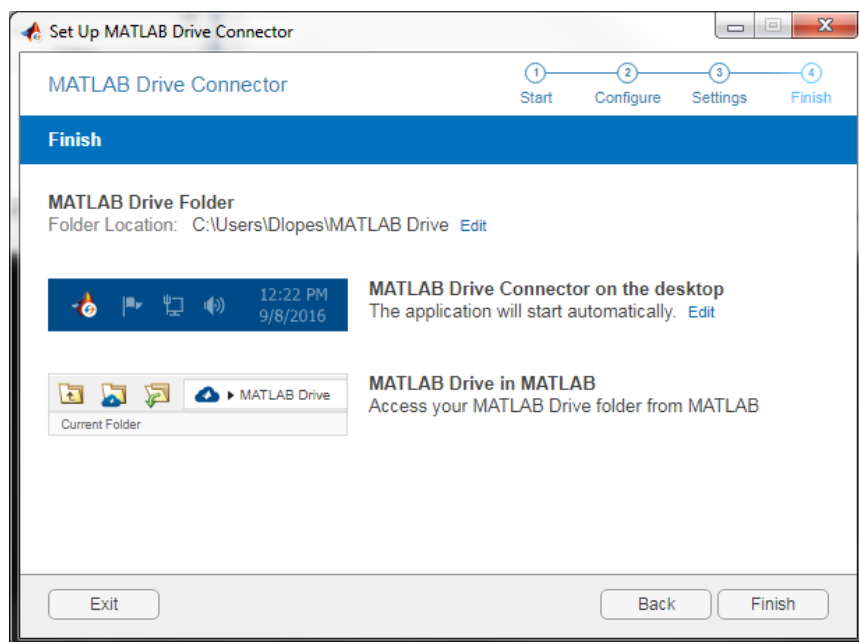 Set Up MATLAB Drive Connector
MATLAB Drive Connector
1 2 3 4
Start Configure Settings Finish
Finish
MATLAB Drive Folder
Folder Location: C:\Users\Dlopes\MATLAB Drive Edit
12:22 PM
9/8/2016
MATLAB Drive Connector on the desktop
The application will start automatically. Edit
MATLAB Drive
Current Folder
MATLAB Drive in MATLAB
Access your MATLAB Drive folder from MATLAB
Exit Back Finish